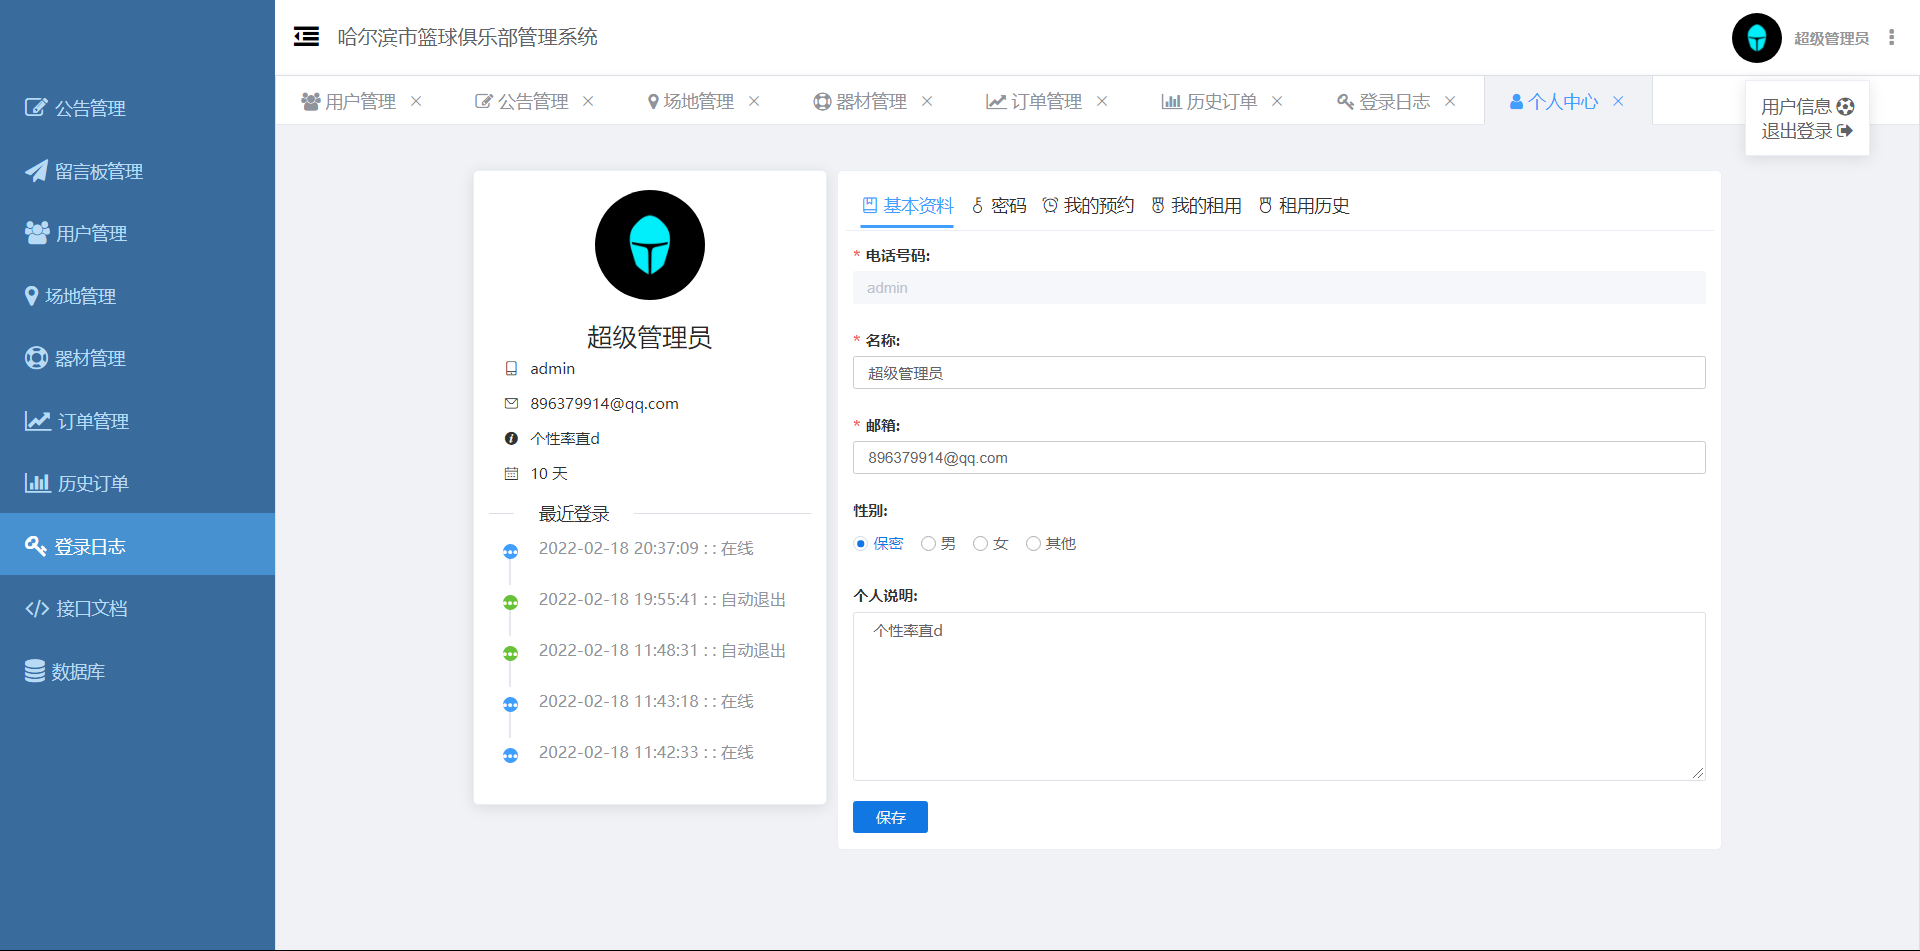 哈尔滨市篮球俱乐部管理系统
超级管理员
用户信息
退出登录
公告管理
留言板管理
用户管理
场地管理
器材管理
订单管理
历史订单
登录日志
接口文档
数据库
用户管理 公告管理 场地管理 器材管理 订单管理 历史订单 登录日志 个人中心
超级管理员
admin
896379914@qq.com
个性率直d
10 天
最近登录
2022-02-18 20:37:09 : : 在线
2022-02-18 19:55:41 : : 自动退出
2022-02-18 11:48:31 : : 自动退出
2022-02-18 11:43:18 : : 在线
2022-02-18 11:42:33 : : 在线
基本资料 密码 我的预约 我的租用 租用历史
* 电话号码:
admin
* 名称:
超级管理员
* 邮箱:
896379914@qq.com
性别:
保密 男 女 其他
个人说明:
个性率直d
保存